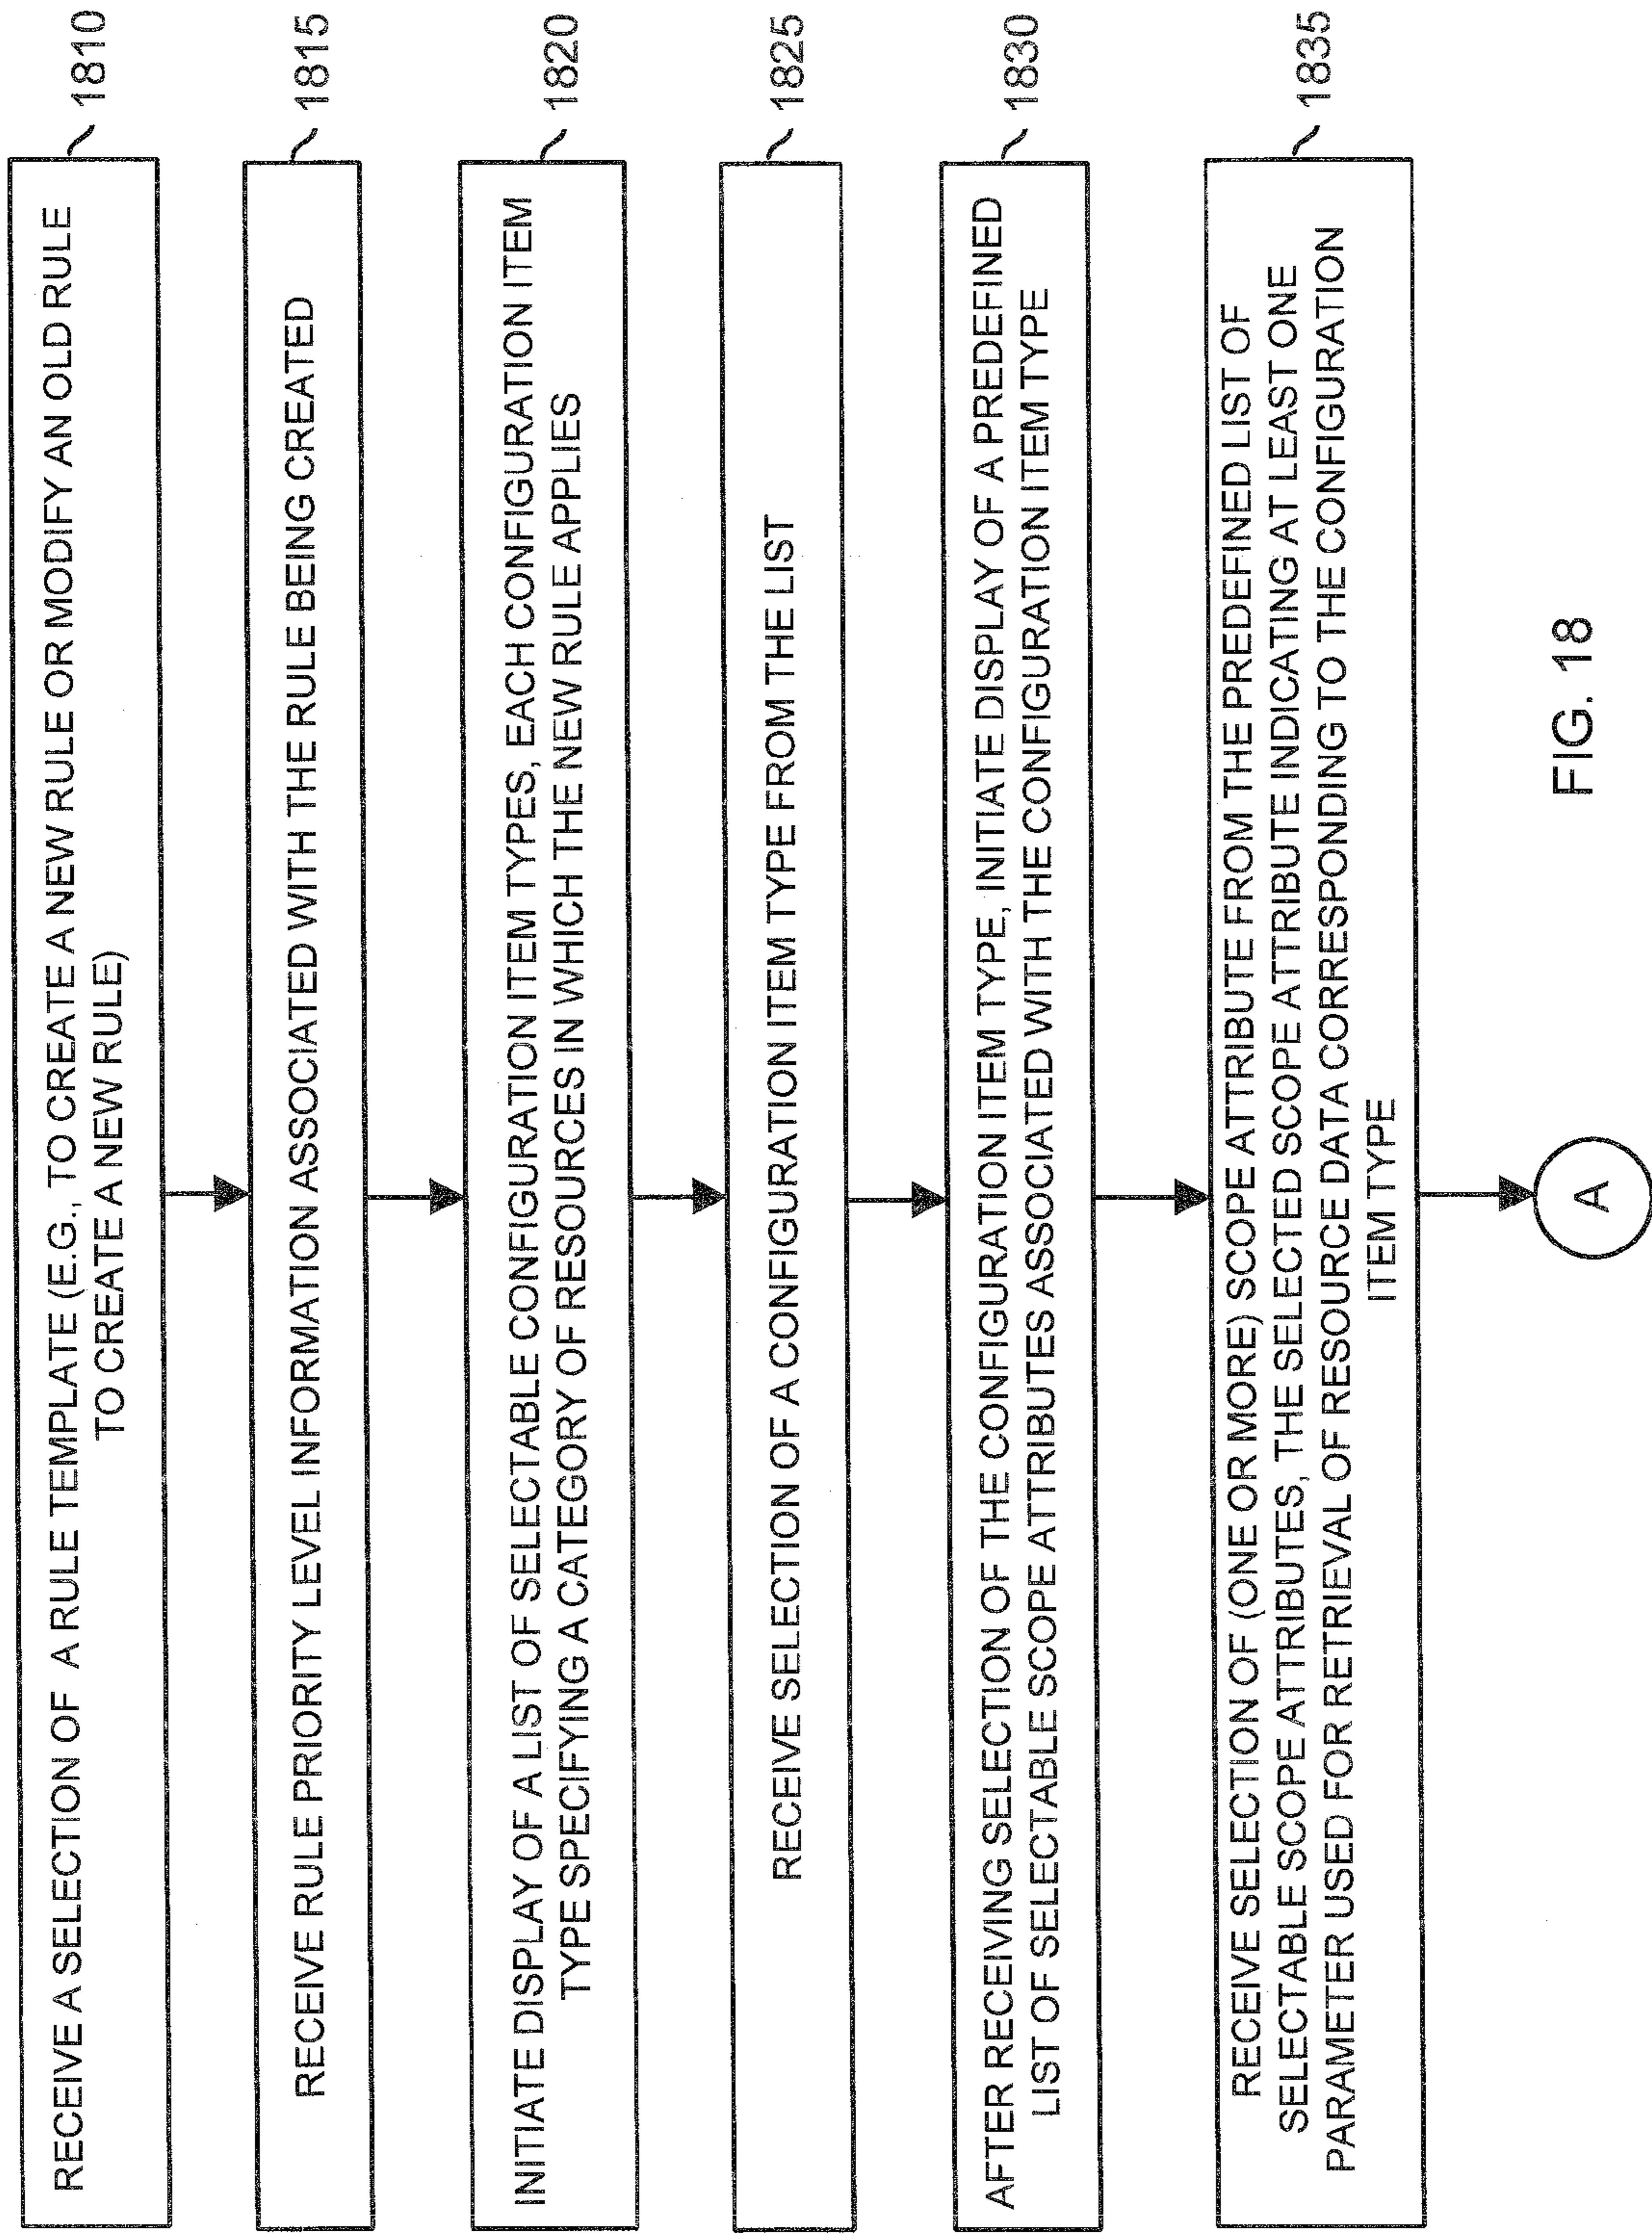 RECEIVE A SELECTION OF A RULE TEMPLATE (E.G., TO CREATE A NEW RULE OR MODIFY AN OLD RULE
TO CREATE A NEW RULE)
1810
RECEIVE RULE PRIORITY LEVEL INFORMATION ASSOCIATED WITH THE RULE BEING CREATED
1815
INITIATE DISPLAY OF A LIST OF SELECTABLE CONFIGURATION ITEM TYPES, EACH CONFIGURATION ITEM
TYPE SPECIFYING A CATEGORY OF RESOURCES IN WHICH THE NEW RULE APPLIES
1820
RECEIVE SELECTION OF A CONFIGURATION ITEM TYPE FROM THE LIST
1825
AFTER RECEIVING SELECTION OF THE CONFIGURATION ITEM TYPE, INITIATE DISPLAY OF A PREDEFINED
LIST OF SELECTABLE SCOPE ATTRIBUTES ASSOCIATED WITH THE CONFIGURATION ITEM TYPE
1830
RECEIVE SELECTION OF (ONE OR MORE) SCOPE ATTRIBUTE FROM THE PREDEFINED LIST OF
SELECTABLE SCOPE ATTRIBUTES, THE SELECTED SCOPE ATTRIBUTE INDICATING AT LEAST ONE
PARAMETER USED FOR RETRIEVAL OF RESOURCE DATA CORRESPONDING TO THE CONFIGURATION
ITEM TYPE
1835
A
FIG. 18